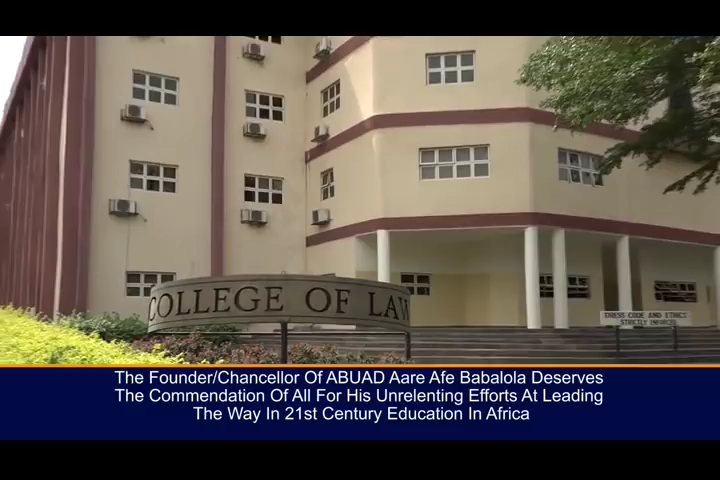 COLLEGE OF LAW
DRESS CODE AND ETHICS
STRICTLY ENFORCED
The Founder/Chancellor Of ABUAD Aare Afe Babalola Deserves
The Commendation Of All For His Unrelenting Efforts At Leading
The Way In 21st Century Education In Africa